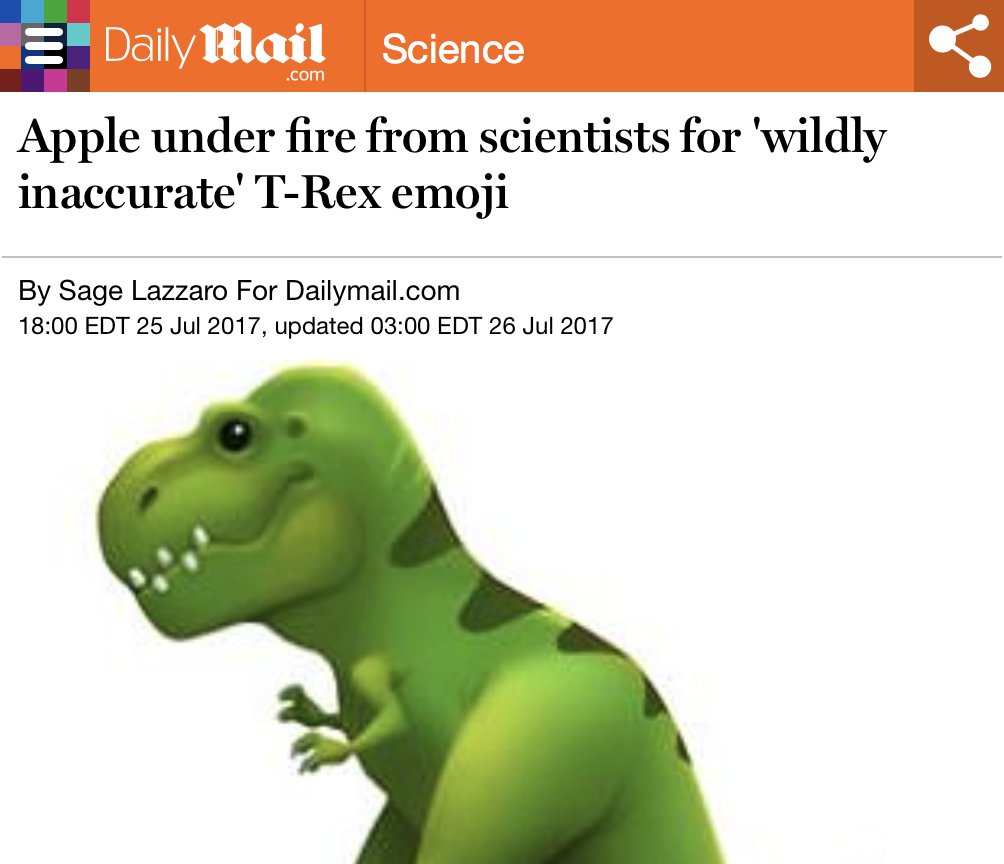 Daily Mail
.com
Science
Apple under fire from scientists for 'wildly
inaccurate' T-Rex emoji
By Sage Lazzaro For Dailymail.com
18:00 EDT 25 Jul 2017, updated 03:00 EDT 26 Jul 2017